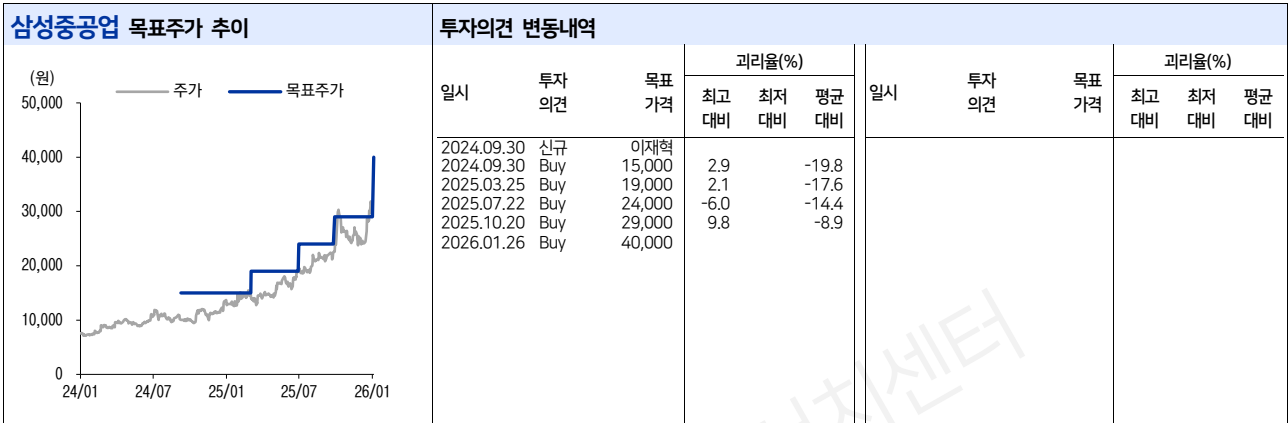 삼성중공업 목표주가 추이
(원)
주가 목표주가
50,000
40,000
30,000
20,000
10,000
0
24/01 24/07 25/01 25/07 26/01
투자의견 변동내역
일시 투자의견 목표가격 괴리율(%)
최고대비 최저대비 평균대비
2024.09.30 신규 이재혁
2024.09.30 Buy 15,000 2.9 -19.8
2025.03.25 Buy 19,000 2.1 -17.6
2025.07.22 Buy 24,000 -6.0 -14.4
2025.10.20 Buy 29,000 9.8 -8.9
2026.01.26 Buy 40,000
일시 투자의견 목표가격 괴리율(%)
최고대비 최저대비 평균대비
센터